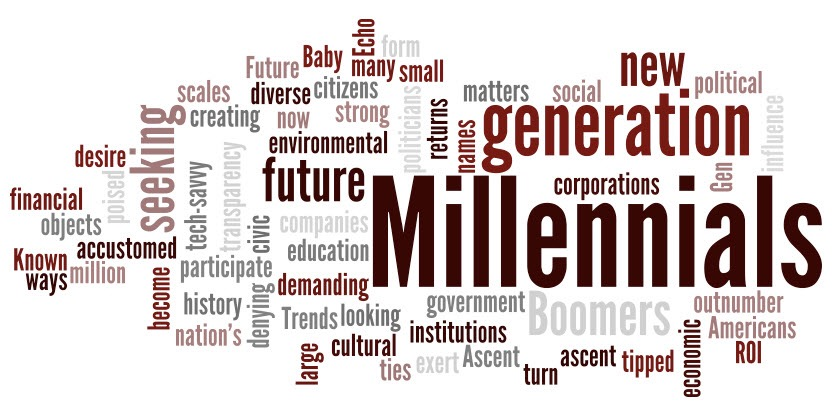 Echo
form
Baby
Future
many
small
new
scales
diverse
citizens
matters
social
political
creating
now
strong
politicians
returns
names
generation
influence
seeking
environmental
desire
poised
tech-savvy
transparency
future
corporations
Gen
Millennials
financial
objects
civic
companies
accustomed
education
Known
million
ways
participate
demanding
become
history
denying
government
Boomers
outnumber
nation's
Trends
looking
institutions
Americans
economic
large
cultural
ties
exert
Ascent
turn
ascent
tipped
ROI